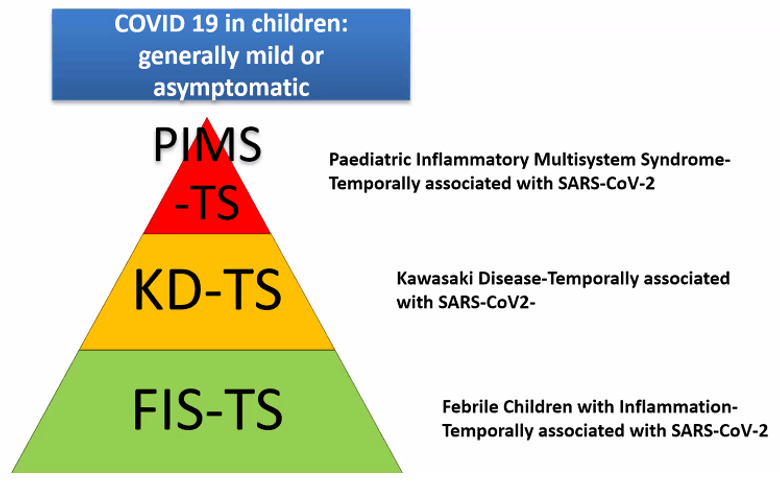 COVID 19 in children:
generally mild or
asymptomatic
PIMS
-TS
Paediatric Inflammatory Multisystem Syndrome-
Temporally associated with SARS-CoV-2
KD-TS
Kawasaki Disease-Temporally associated
with SARS-CoV2-
FIS-TS
Febrile Children with Inflammation-
Temporally associated with SARS-CoV-2